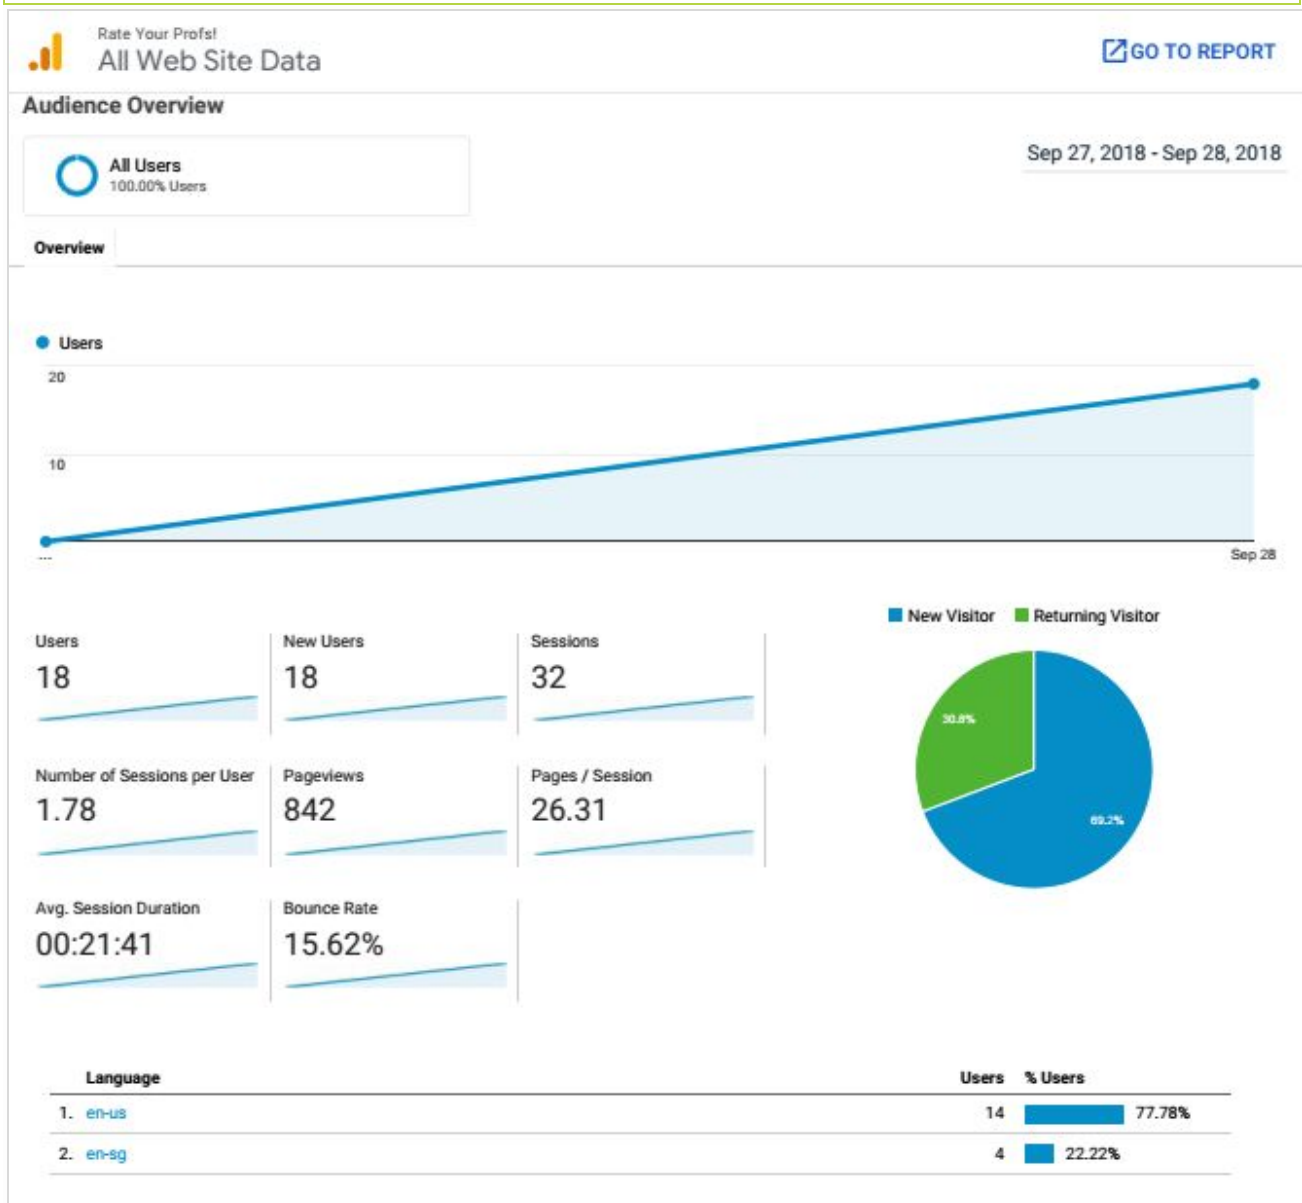 Rate Your Profs!
All Web Site Data
GO TO REPORT
Audience Overview
All Users
100.00% Users
Sep 27, 2018 - Sep 28, 2018
Overview
Users
20
10
...
Sep 28
New Visitor Returning Visitor
30.8%
69.2%
Users
18
New Users
18
Sessions
32
Number of Sessions per User
1.78
Pageviews
842
Pages / Session
26.31
Avg. Session Duration
00:21:41
Bounce Rate
15.62%
Language Users % Users
1. en-us 14 77.78%
2. en-sg 4 22.22%